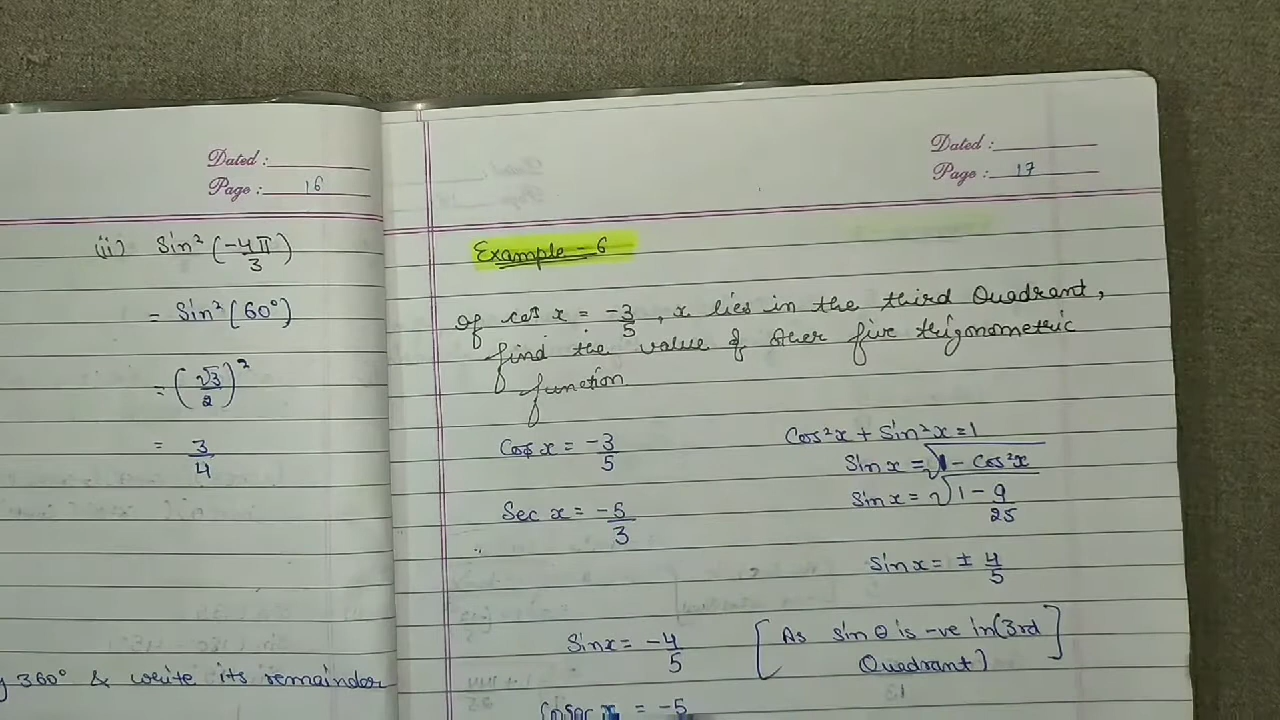 Dated :
Page : 16
(ii) Sin² (-4π/3)
= Sin² (60°)
= (√3/2)²
= 3/4
360° & write its remainder
Dated :
Page : 17
Example - 6
If cos x = -3/5, x lies in the third Quadrant,
find the value of other five trigonometric
function
Cos x = -3/5
Cos²x + Sin²x = 1
Sin x = √1 - Cos²x
Sec x = -5/3
Sin x = √1 - 9/25
Sin x = ± 4/5
Sin x = -4/5 [As sin θ is -ve in (3rd
Quadrant)]
Cosec x = -5